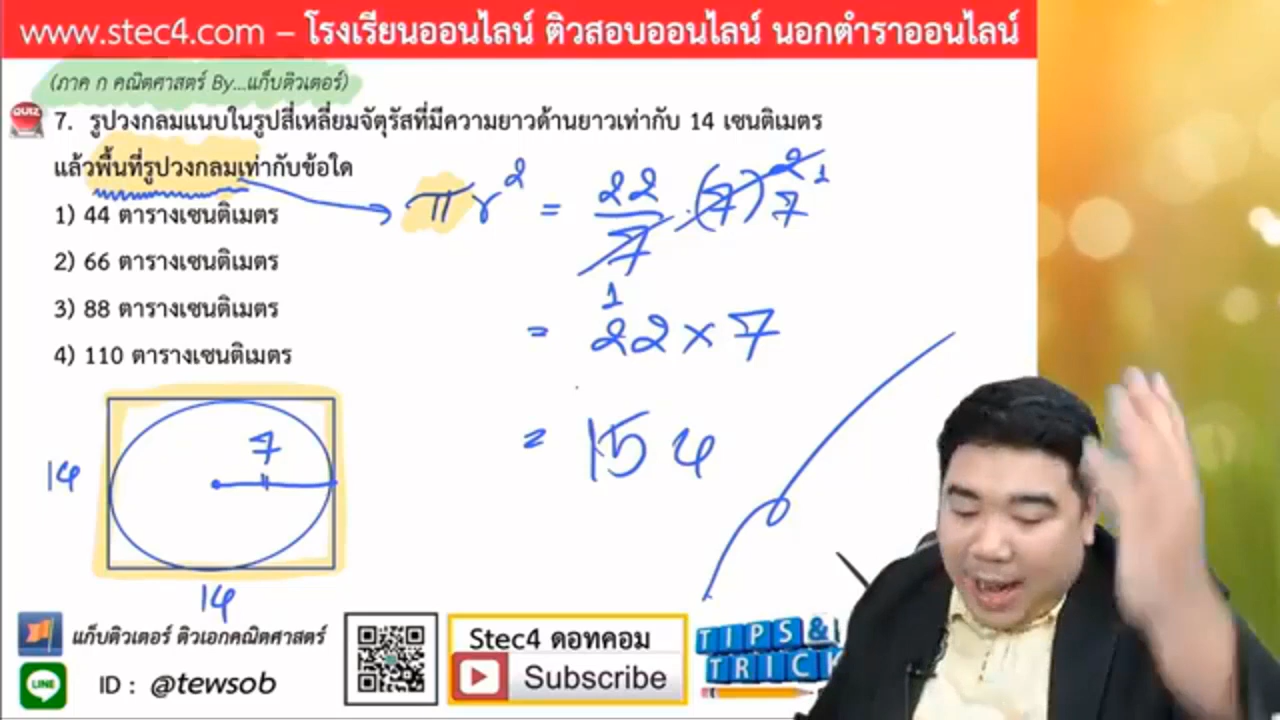 www.stec4.com – โรงเรียนออนไลน์ ติวสอบออนไลน์ นอกตำราออนไลน์
(ภาค ก คณิตศาสตร์ By...แก็บติวเตอร์)
QUIZ
7. รูปวงกลมแนบในรูปสี่เหลี่ยมจัตุรัสที่มีความยาวด้านยาวเท่ากับ 14 เซนติเมตร
แล้วพื้นที่รูปวงกลมเท่ากับข้อใด
πr² = 22/7 · (7)² 7 1
1
1) 44 ตารางเซนติเมตร
2) 66 ตารางเซนติเมตร
3) 88 ตารางเซนติเมตร
4) 110 ตารางเซนติเมตร
= 22 × 7
= 154
7
14
14
แก็บติวเตอร์ ติวเอกคณิตศาสตร์
LINE
ID : @tewsob
Stec4 ดอทคอม
Subscribe
TIPS &
TRICK